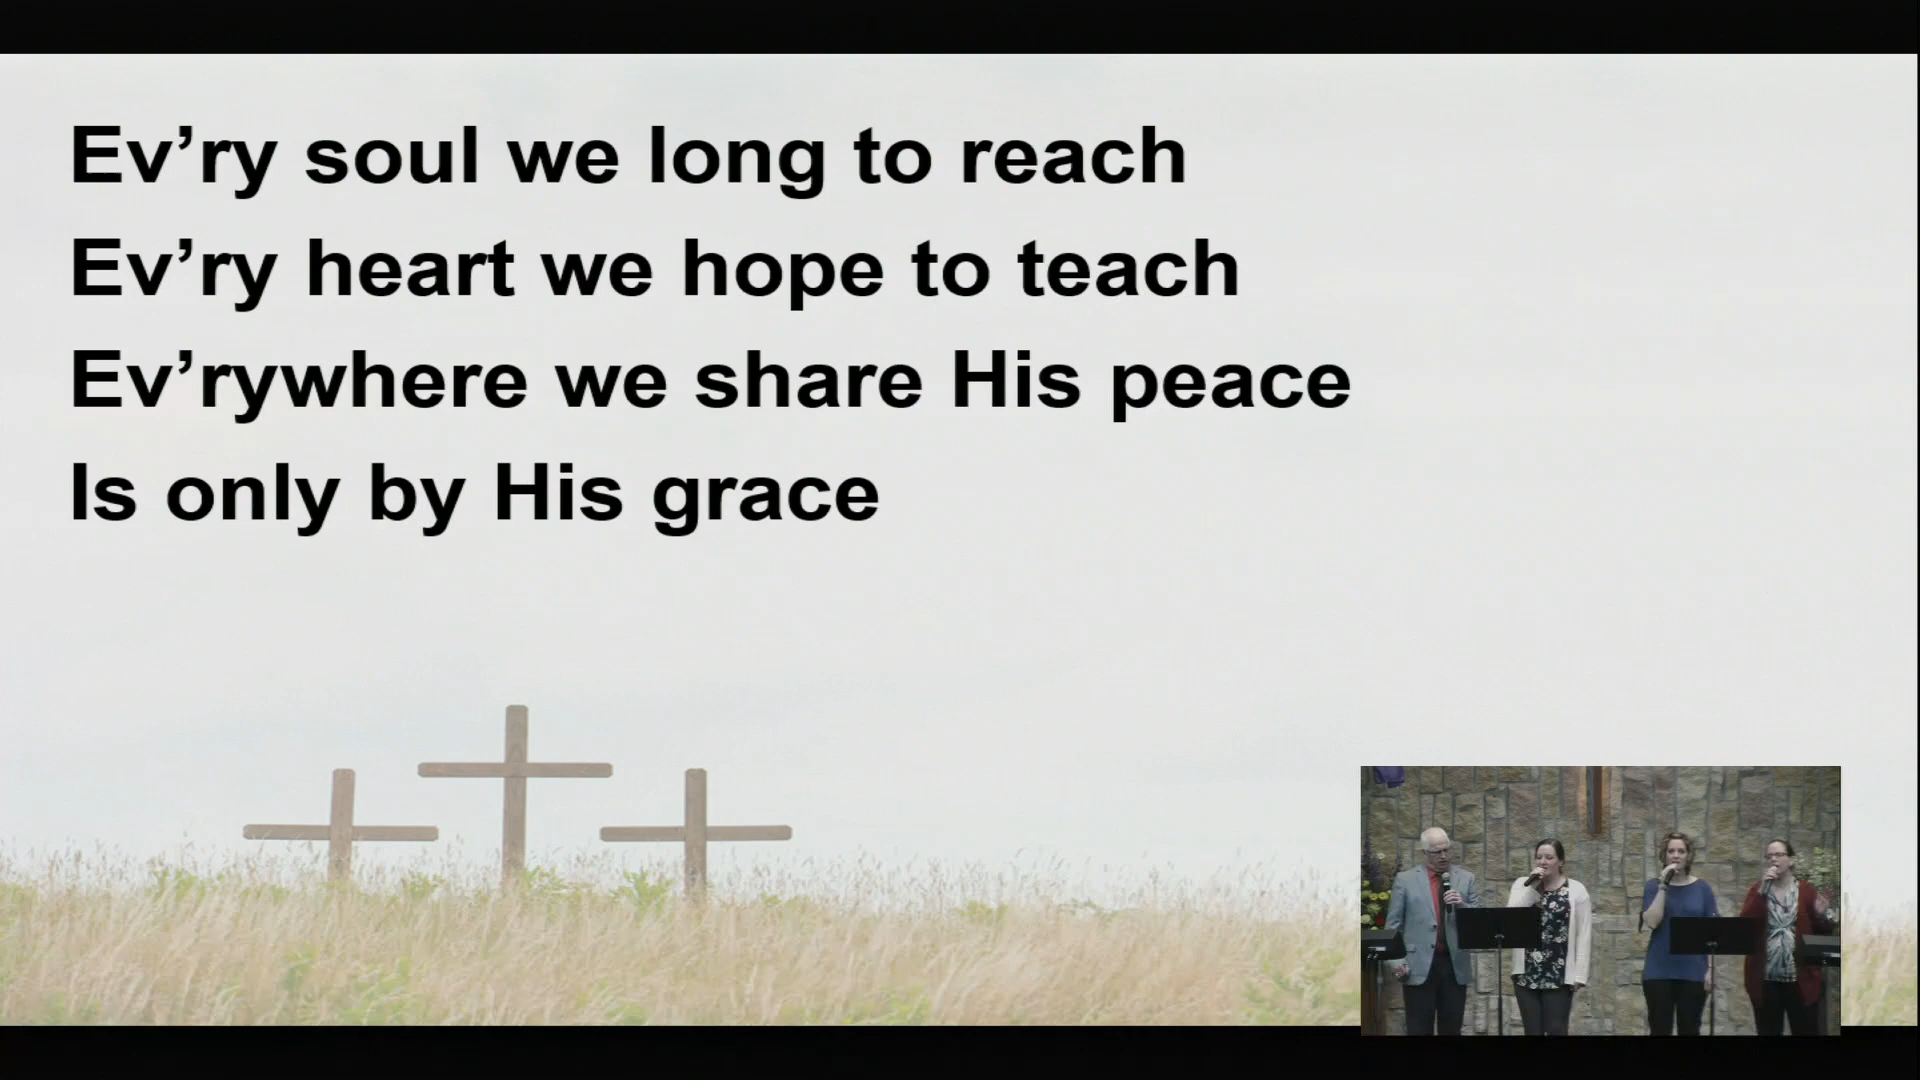 Ev’ry soul we long to reach
Ev’ry heart we hope to teach
Ev’rywhere we share His peace
Is only by His grace